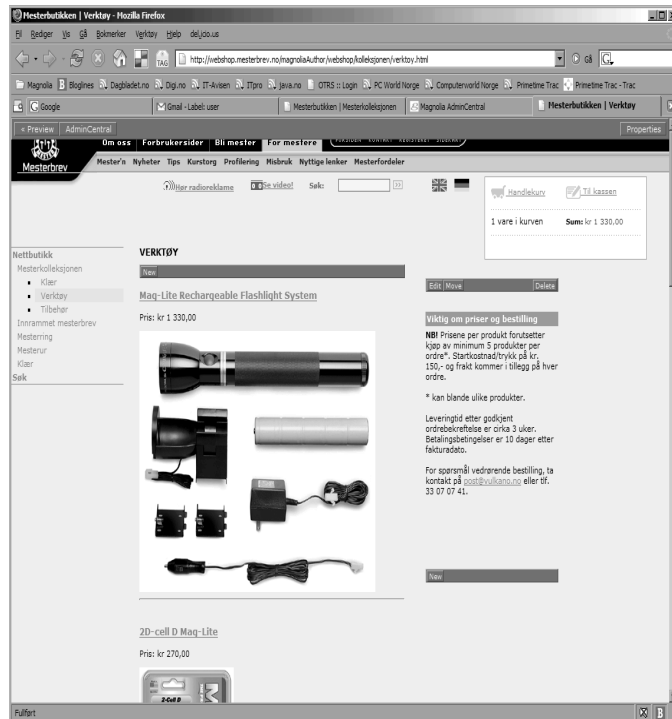 Mesterbutikken | Verktøy - Mozilla Firefox
Fil Rediger Vis Gå Bokmerker Verktøy Hjelp del.icio.us
TAG http://webshop.mesterbrev.no/magnoliaAuthor/webshop/kolleksjonen/verktoy.html Gå G
Magnolia Bloglines Dagbladet.no Digi.no IT-Avisen ITpro java.no OTRS :: Login PC World Norge Computerworld Norge Primetime Trac Primetime Trac - Trac
Google Gmail - Label: user Mesterbutikken | Mesterkolleksjonen Magnolia AdminCentral Mesterbutikken | Verktøy
« Preview AdminCentral Properties
Om oss Forbrukersider Bli mester For mestere FORSIDEN KONTAKT REGISTERET SIDEKART
Mesterbrev
Mester'n Nyheter Tips Kurstorg Profilering Misbruk Nyttige lenker Mesterfordeler
Hør radioreklame Se video! Søk:
Handlekurv Til kassen
1 vare i kurven Sum: kr 1 330,00
Nettbutikk
Mesterkolleksjonen
Klær
Verktøy
Tilbehør
Innrammet mesterbrev
Mesterring
Mesterur
Klær
Søk
VERKTØY
New
Mag-Lite Rechargeable Flashlight System
Pris: kr 1 330,00
2D-cell D Mag-Lite
Pris: kr 270,00
2-Cell D
Edit Move Delete
Viktig om priser og bestilling
NB! Prisene per produkt forutsetter
kjøp av minimum 5 produkter per
ordre*. Startkostnad/trykk på kr.
150,- og frakt kommer i tillegg på hver
ordre.
* kan blande ulike produkter.
Leveringtid etter godkjent
ordrebekreftelse er cirka 3 uker.
Betalingsbetingelser er 10 dager etter
fakturadato.
For spørsmål vedrørende bestilling, ta
kontakt på post@vulkano.no eller tlf.
33 07 07 41.
New
Fullført